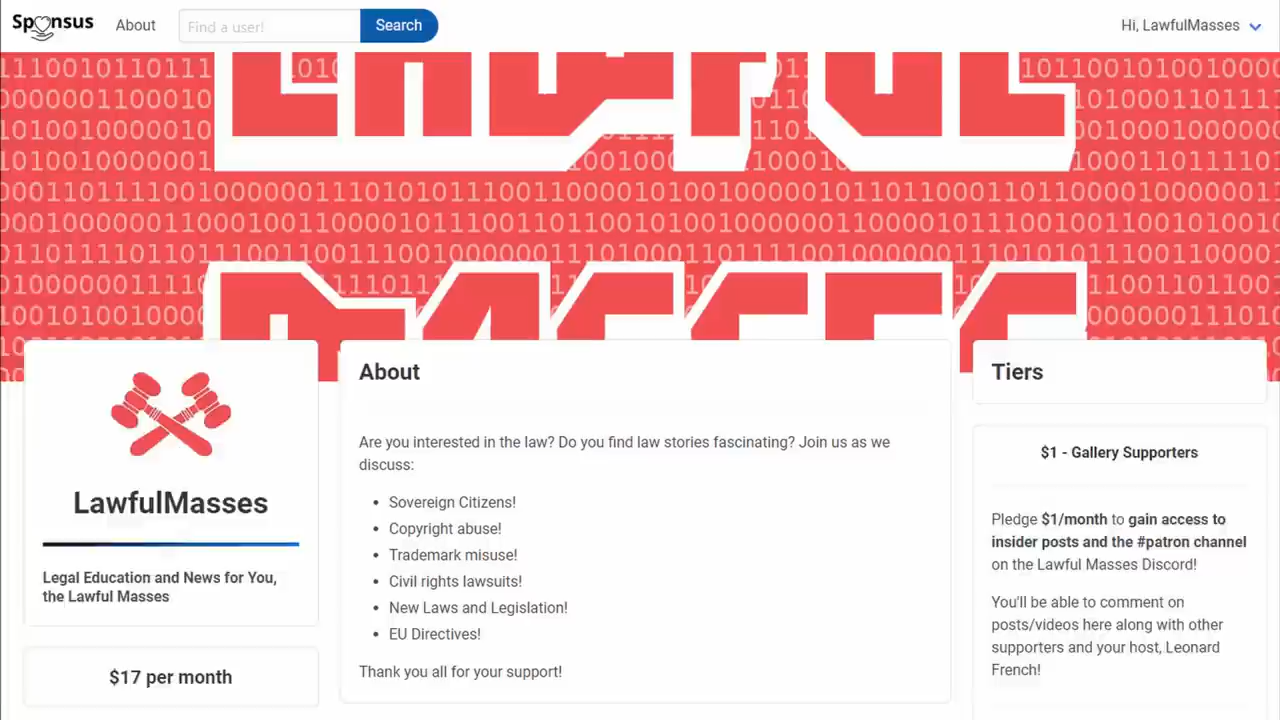 Sponsus
About
Find a user!
Search
Hi, LawfulMasses
LAWFUL
MASSES
LawfulMasses
Legal Education and News for You,
the Lawful Masses
$17 per month
About
Are you interested in the law? Do you find law stories fascinating? Join us as we
discuss:
Sovereign Citizens!
Copyright abuse!
Trademark misuse!
Civil rights lawsuits!
New Laws and Legislation!
EU Directives!
Thank you all for your support!
Tiers
$1 - Gallery Supporters
Pledge $1/month to gain access to
insider posts and the #patron channel
on the Lawful Masses Discord!
You'll be able to comment on
posts/videos here along with other
supporters and your host, Leonard
French!